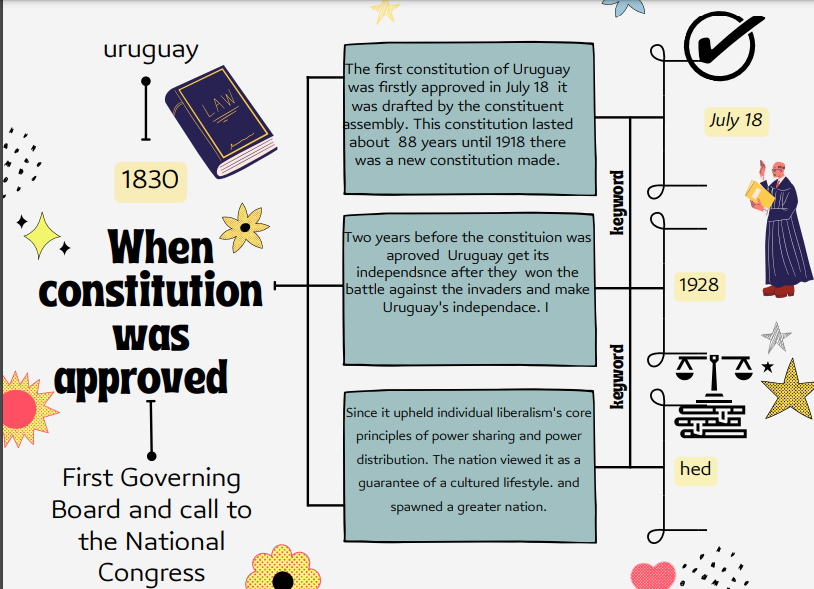 uruguay
LAW
1830
When
constitution
was
approved
First Governing
Board and call to
the National
Congress
The first constitution of Uruguay
was firstly approved in July 18 it
was drafted by the constituent
assembly. This constitution lasted
about 88 years until 1918 there
was a new constitution made.
Two years before the constituion was
aproved Uruguay get its
independsnce after they won the
battle against the invaders and make
Uruguay's independace. I
Since it upheld individual liberalism's core
principles of power sharing and power
distribution. The nation viewed it as a
guarantee of a cultured lifestyle. and
spawned a greater nation.
keyword
keyword
July 18
1928
hed